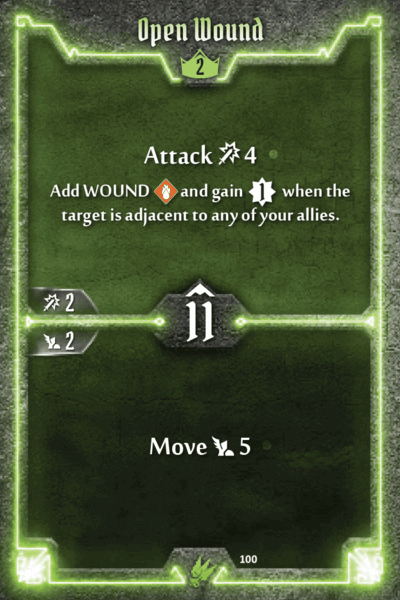 Open Wound
2
Attack 4
Add WOUND and gain 1 when the
target is adjacent to any of your allies.
2
11
2
Move 5
100